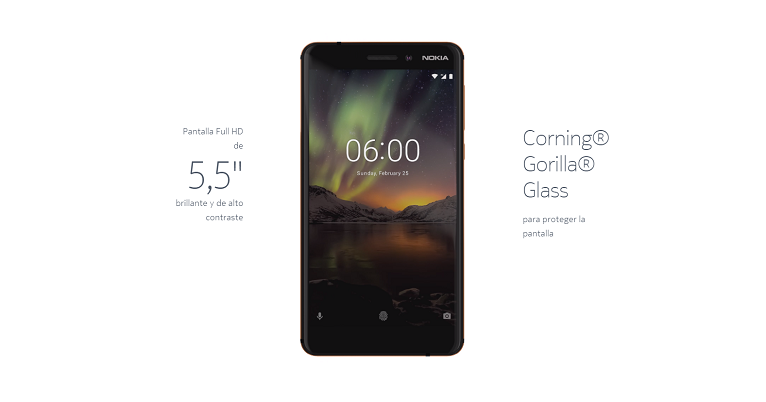 Pantalla Full HD
de
5,5"
brillante y de alto
contraste
NOKIA
06:00
Sunday, February 25
Corning®
Gorilla®
Glass
para proteger la
pantalla